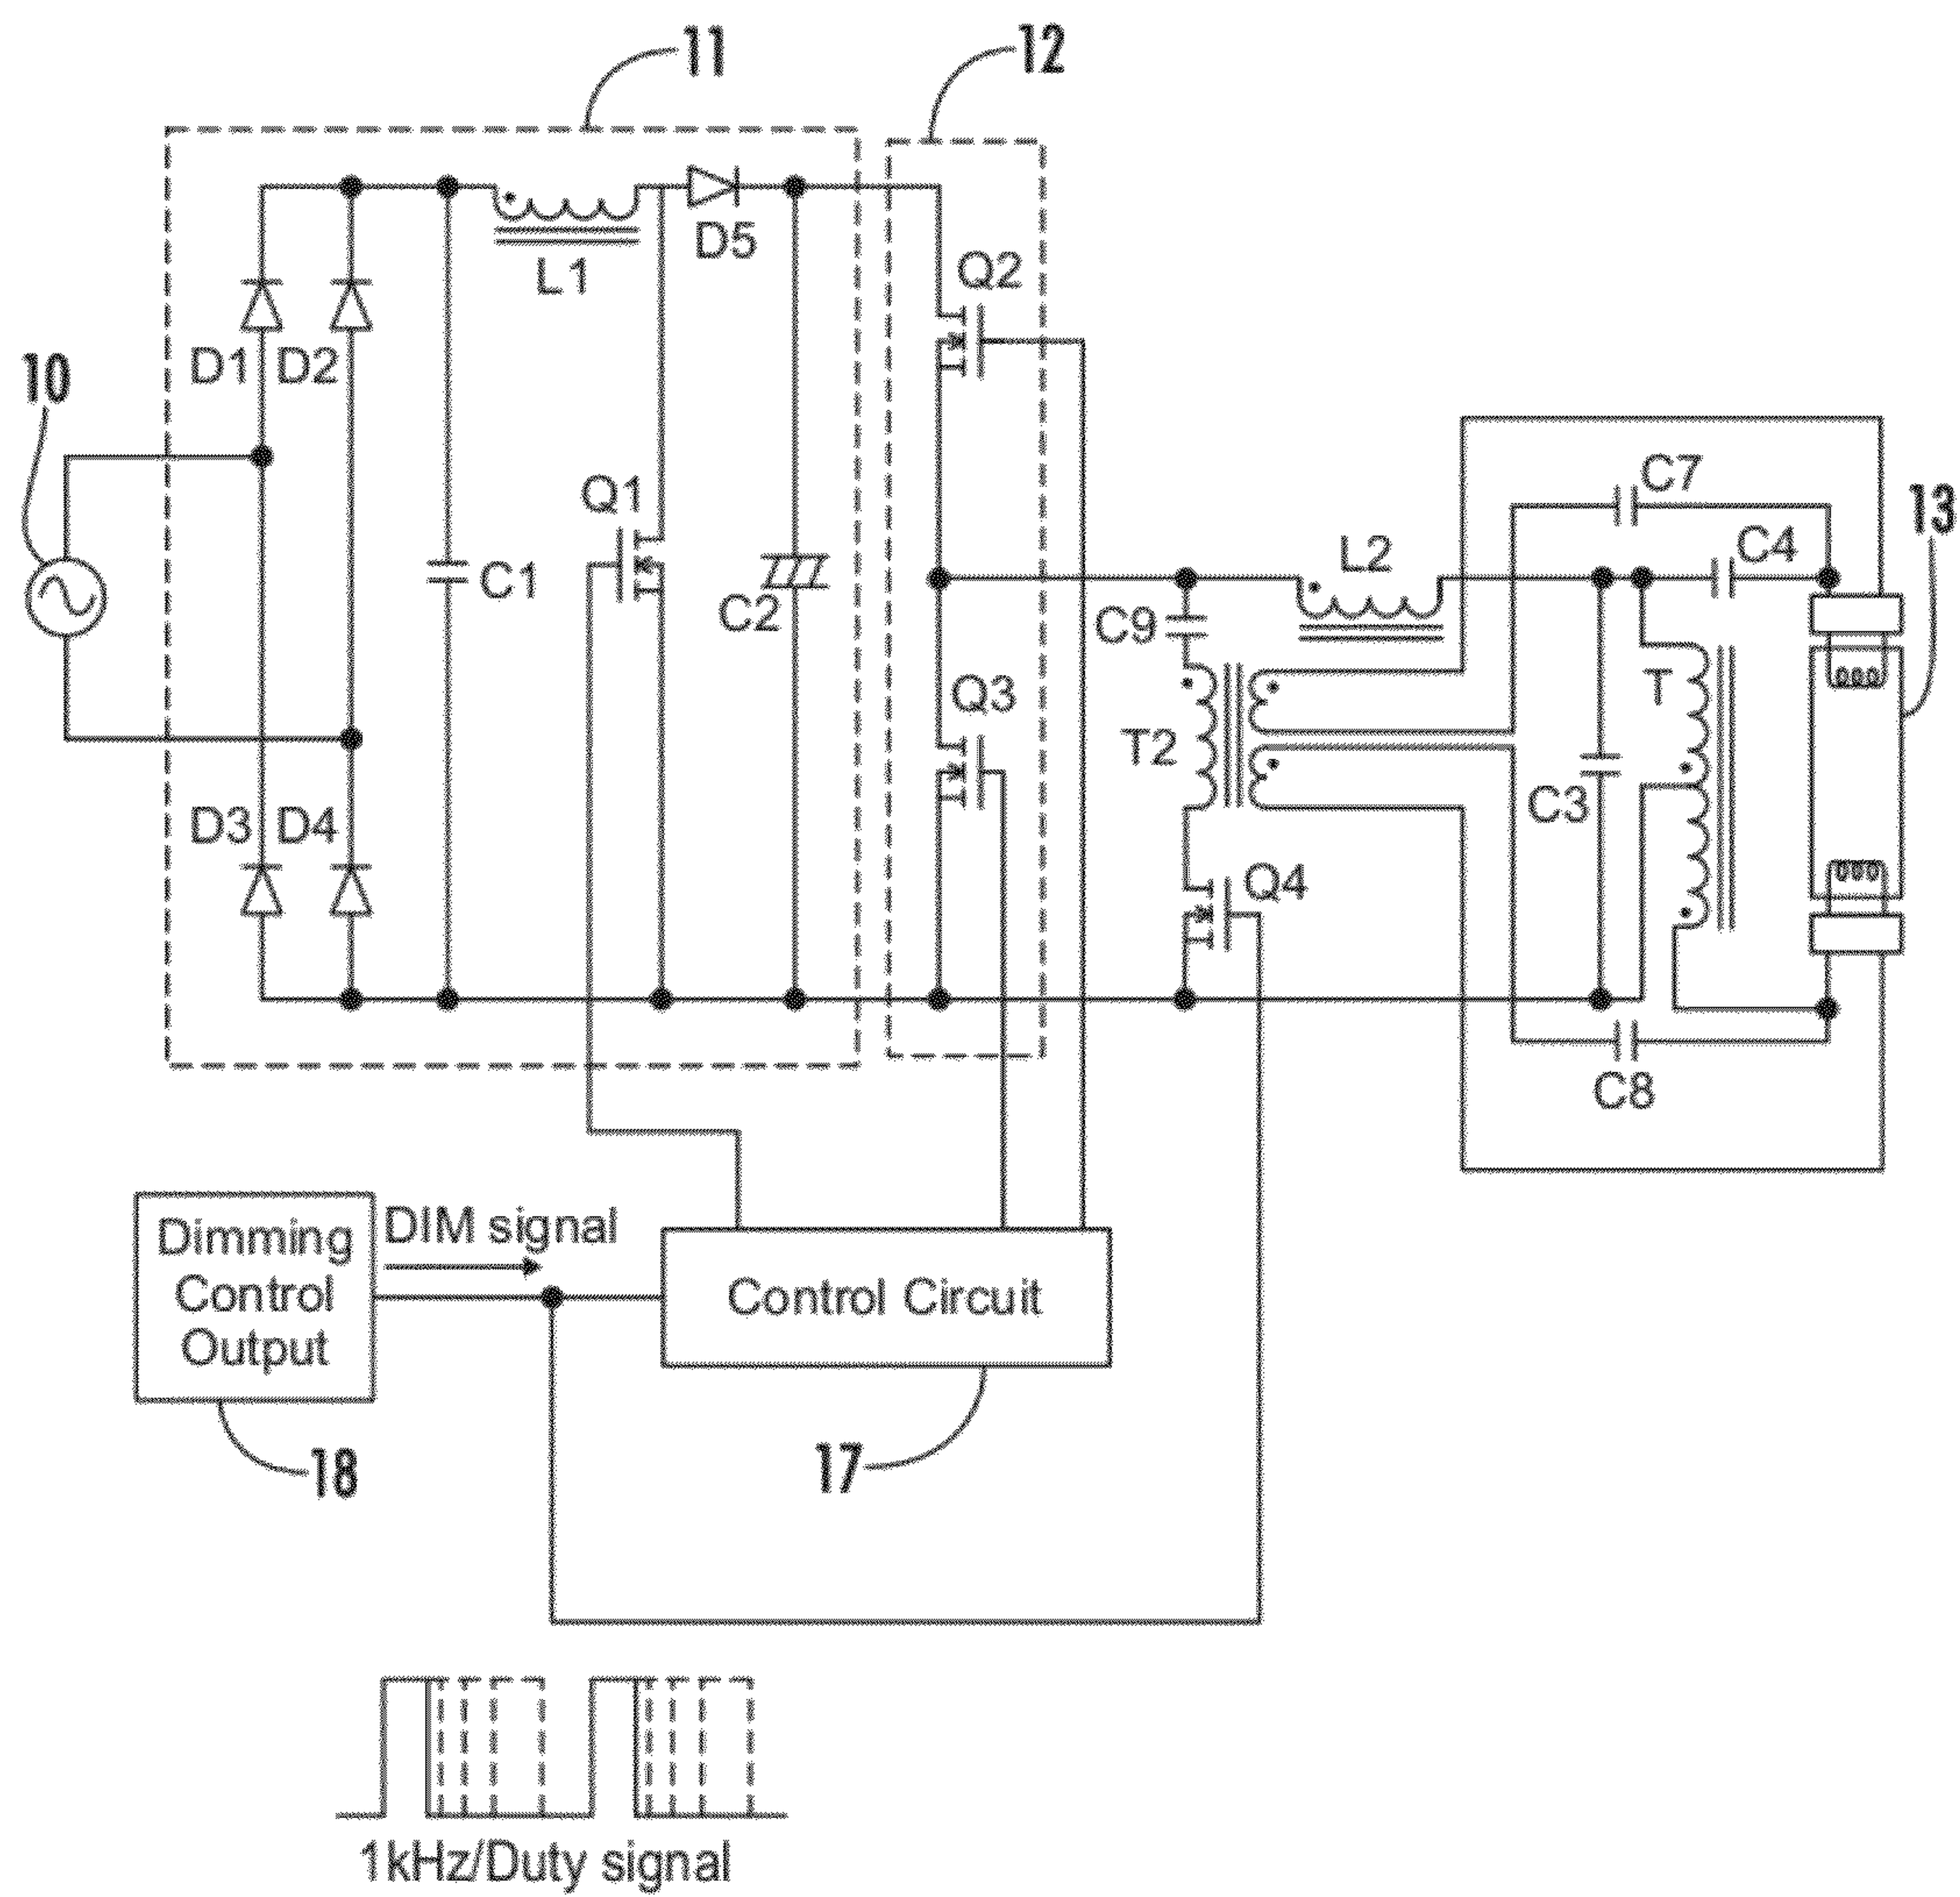 11
12
10
D1
D2
L1
D5
Q2
Q1
C1
C2
C7
13
L2
C4
C9
Q3
T
T2
C3
D3
D4
Q4
C8
Dimming
Control
Output
DIM signal
Control Circuit
18
17
1kHz/Duty signal